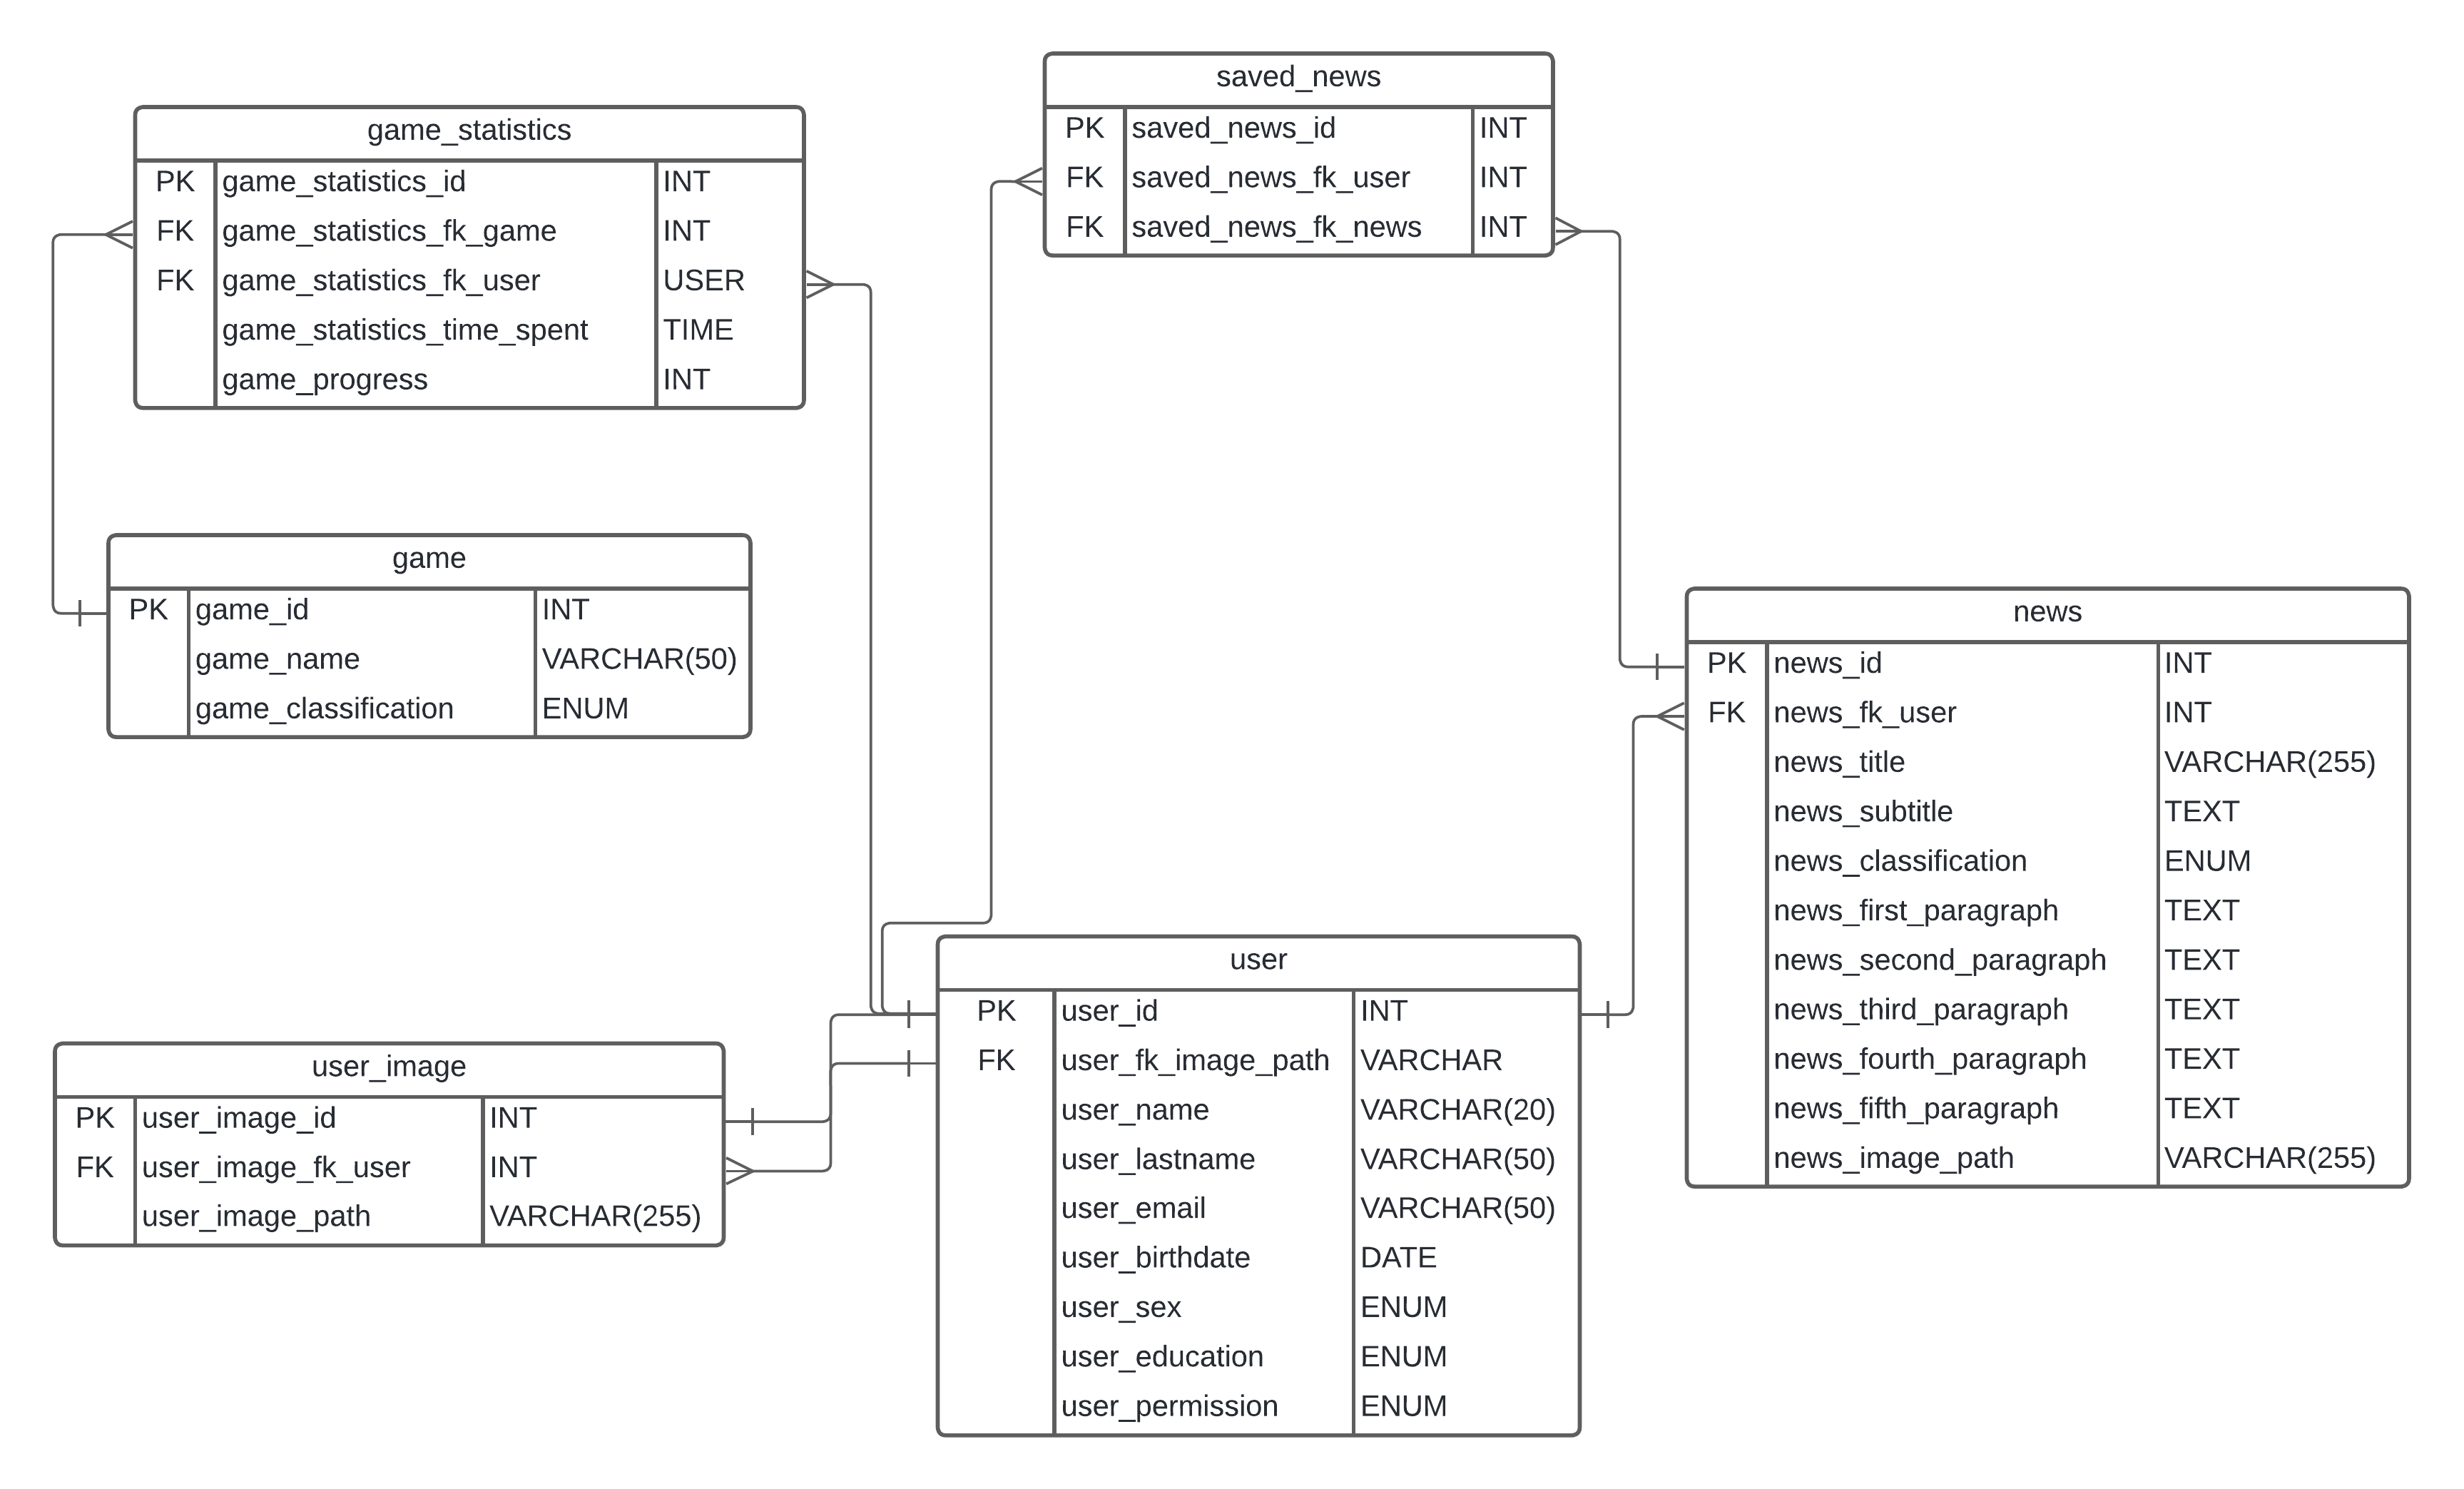 saved_news
PK saved_news_id INT
FK saved_news_fk_user INT
FK saved_news_fk_news INT
game_statistics
PK game_statistics_id INT
FK game_statistics_fk_game INT
FK game_statistics_fk_user USER
game_statistics_time_spent TIME
game_progress INT
game
PK game_id INT
game_name VARCHAR(50)
game_classification ENUM
news
PK news_id INT
FK news_fk_user INT
news_title VARCHAR(255)
news_subtitle TEXT
news_classification ENUM
news_first_paragraph TEXT
news_second_paragraph TEXT
news_third_paragraph TEXT
news_fourth_paragraph TEXT
news_fifth_paragraph TEXT
news_image_path VARCHAR(255)
user
PK user_id INT
FK user_fk_image_path VARCHAR
user_name VARCHAR(20)
user_lastname VARCHAR(50)
user_email VARCHAR(50)
user_birthdate DATE
user_sex ENUM
user_education ENUM
user_permission ENUM
user_image
PK user_image_id INT
FK user_image_fk_user INT
user_image_path VARCHAR(255)